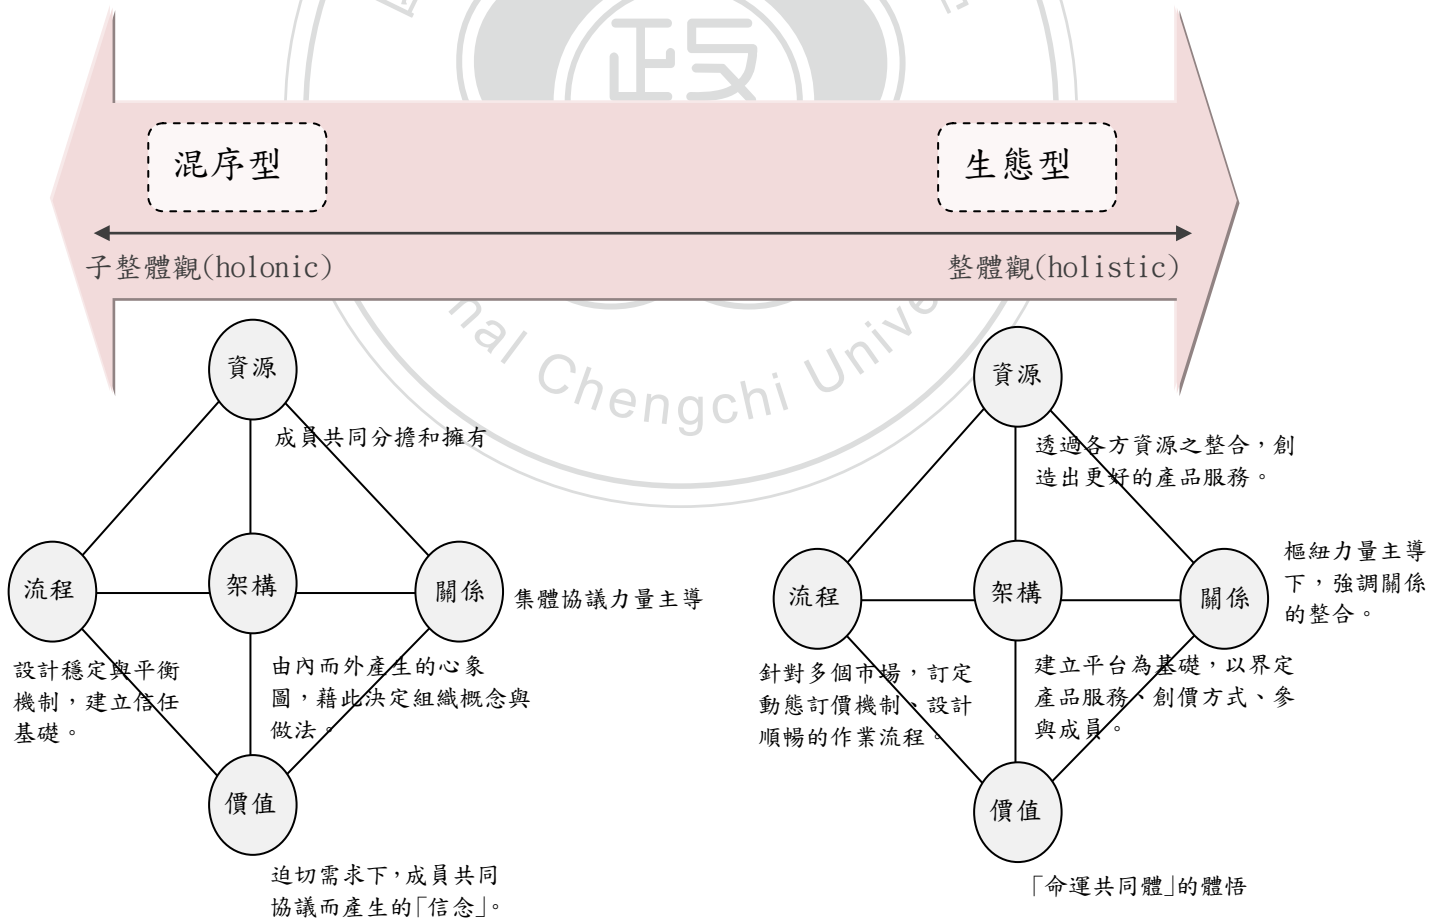 政
混序型
生態型
子整體觀(holonic)
整體觀(holistic)
nal Chengchi Unive
資源
成員共同分擔和擁有
流程
架構
關係
集體協議力量主導
設計穩定與平衡
機制，建立信任
基礎。
由內而外產生的心象
圖，藉此決定組織概念與
做法。
價值
迫切需求下，成員共同
協議而產生的「信念」。
資源
透過各方資源之整合，創
造出更好的產品服務。
流程
架構
關係
樞紐力量主導
下，強調關係
的整合。
針對多個市場，訂定
動態訂價機制、設計
順暢的作業流程。
建立平台為基礎，以界定
產品服務、創價方式、參
與成員。
價值
「命運共同體」的體悟